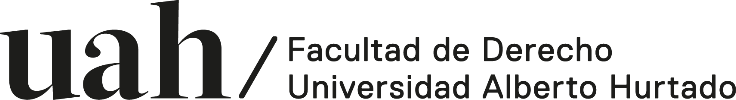 uah/ Facultad de Derecho
Universidad Alberto Hurtado